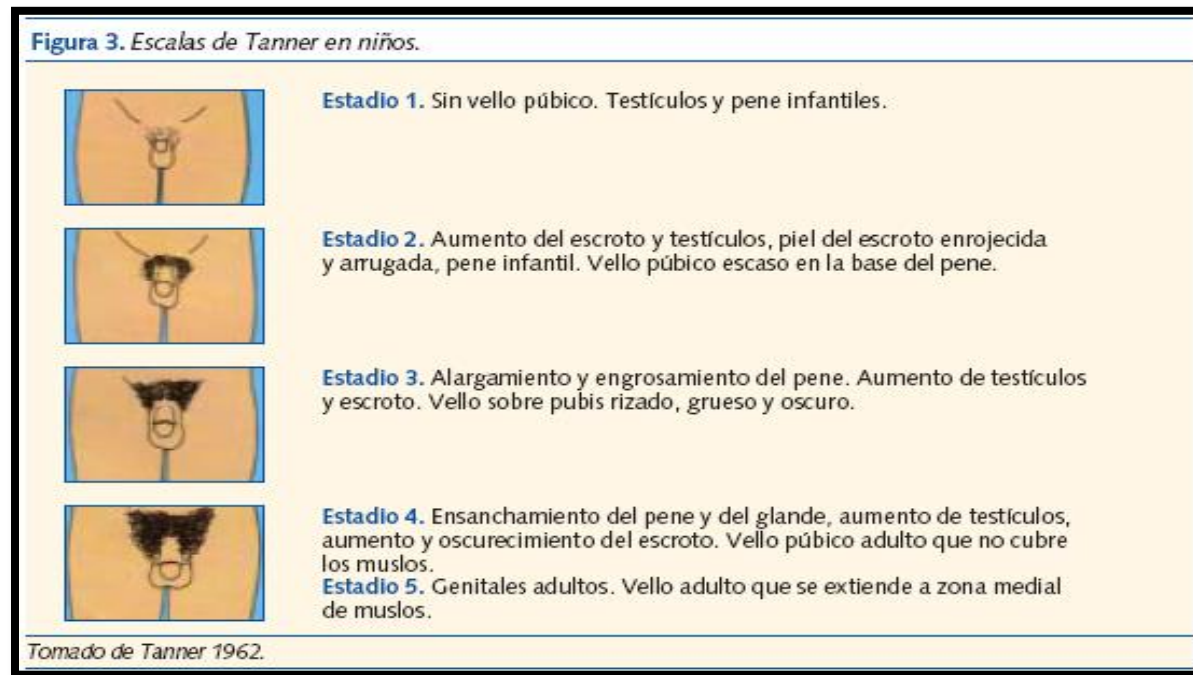 Figura 3. Escalas de Tanner en niños.
Estadio 1. Sin vello púbico. Testículos y pene infantiles.
Estadio 2. Aumento del escroto y testículos, piel del escroto enrojecida
y arrugada, pene infantil. Vello púbico escaso en la base del pene.
Estadio 3. Alargamiento y engrosamiento del pene. Aumento de testículos
y escroto. Vello sobre pubis rizado, grueso y oscuro.
Estadio 4. Ensanchamiento del pene y del glande, aumento de testículos,
aumento y oscurecimiento del escroto. Vello púbico adulto que no cubre
los muslos.
Estadio 5. Genitales adultos. Vello adulto que se extiende a zona medial
de muslos.
Tomado de Tanner 1962.